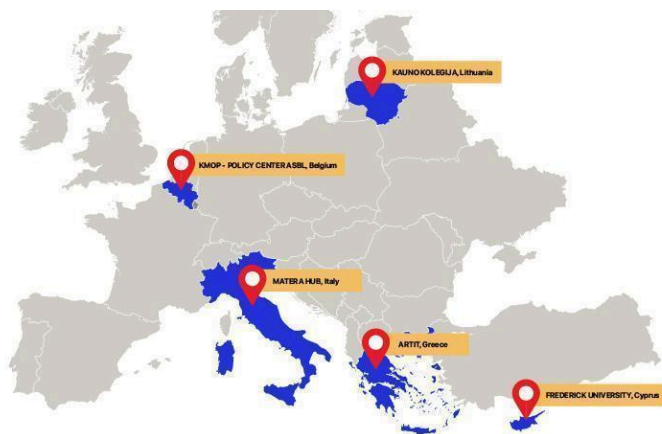 KAUNO KOLEGIJA, Lithuania
KMOP - POLICY CENTER ASBL, Belgium
MATERA HUB, Italy
ARTIT, Greece
FREDERICK UNIVERSITY, Cyprus